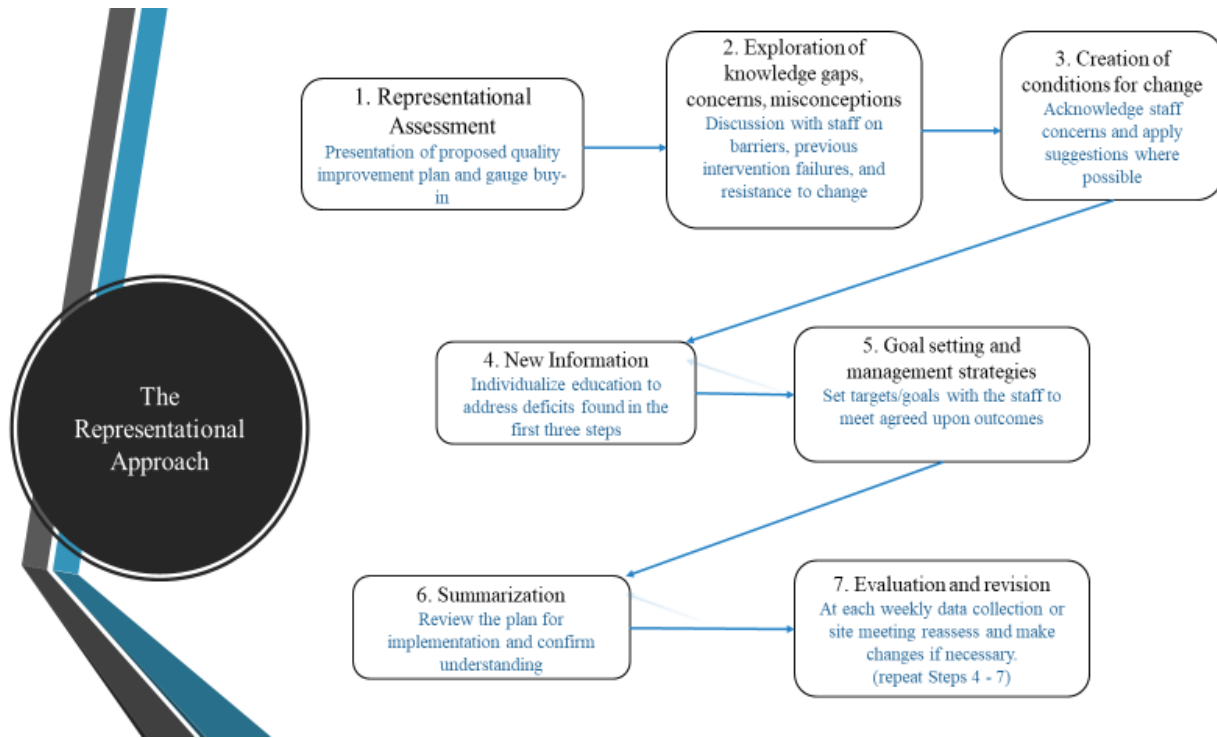 The
Representational
Approach
1. Representational
Assessment
Presentation of proposed quality
improvement plan and gauge buy-
in
2. Exploration of
knowledge gaps,
concerns, misconceptions
Discussion with staff on
barriers, previous
intervention failures, and
resistance to change
3. Creation of
conditions for change
Acknowledge staff
concerns and apply
suggestions where
possible
4. New Information
Individualize education to
address deficits found in the
first three steps
5. Goal setting and
management strategies
Set targets/goals with the staff to
meet agreed upon outcomes
6. Summarization
Review the plan for
implementation and confirm
understanding
7. Evaluation and revision
At each weekly data collection or
site meeting reassess and make
changes if necessary.
(repeat Steps 4 - 7)